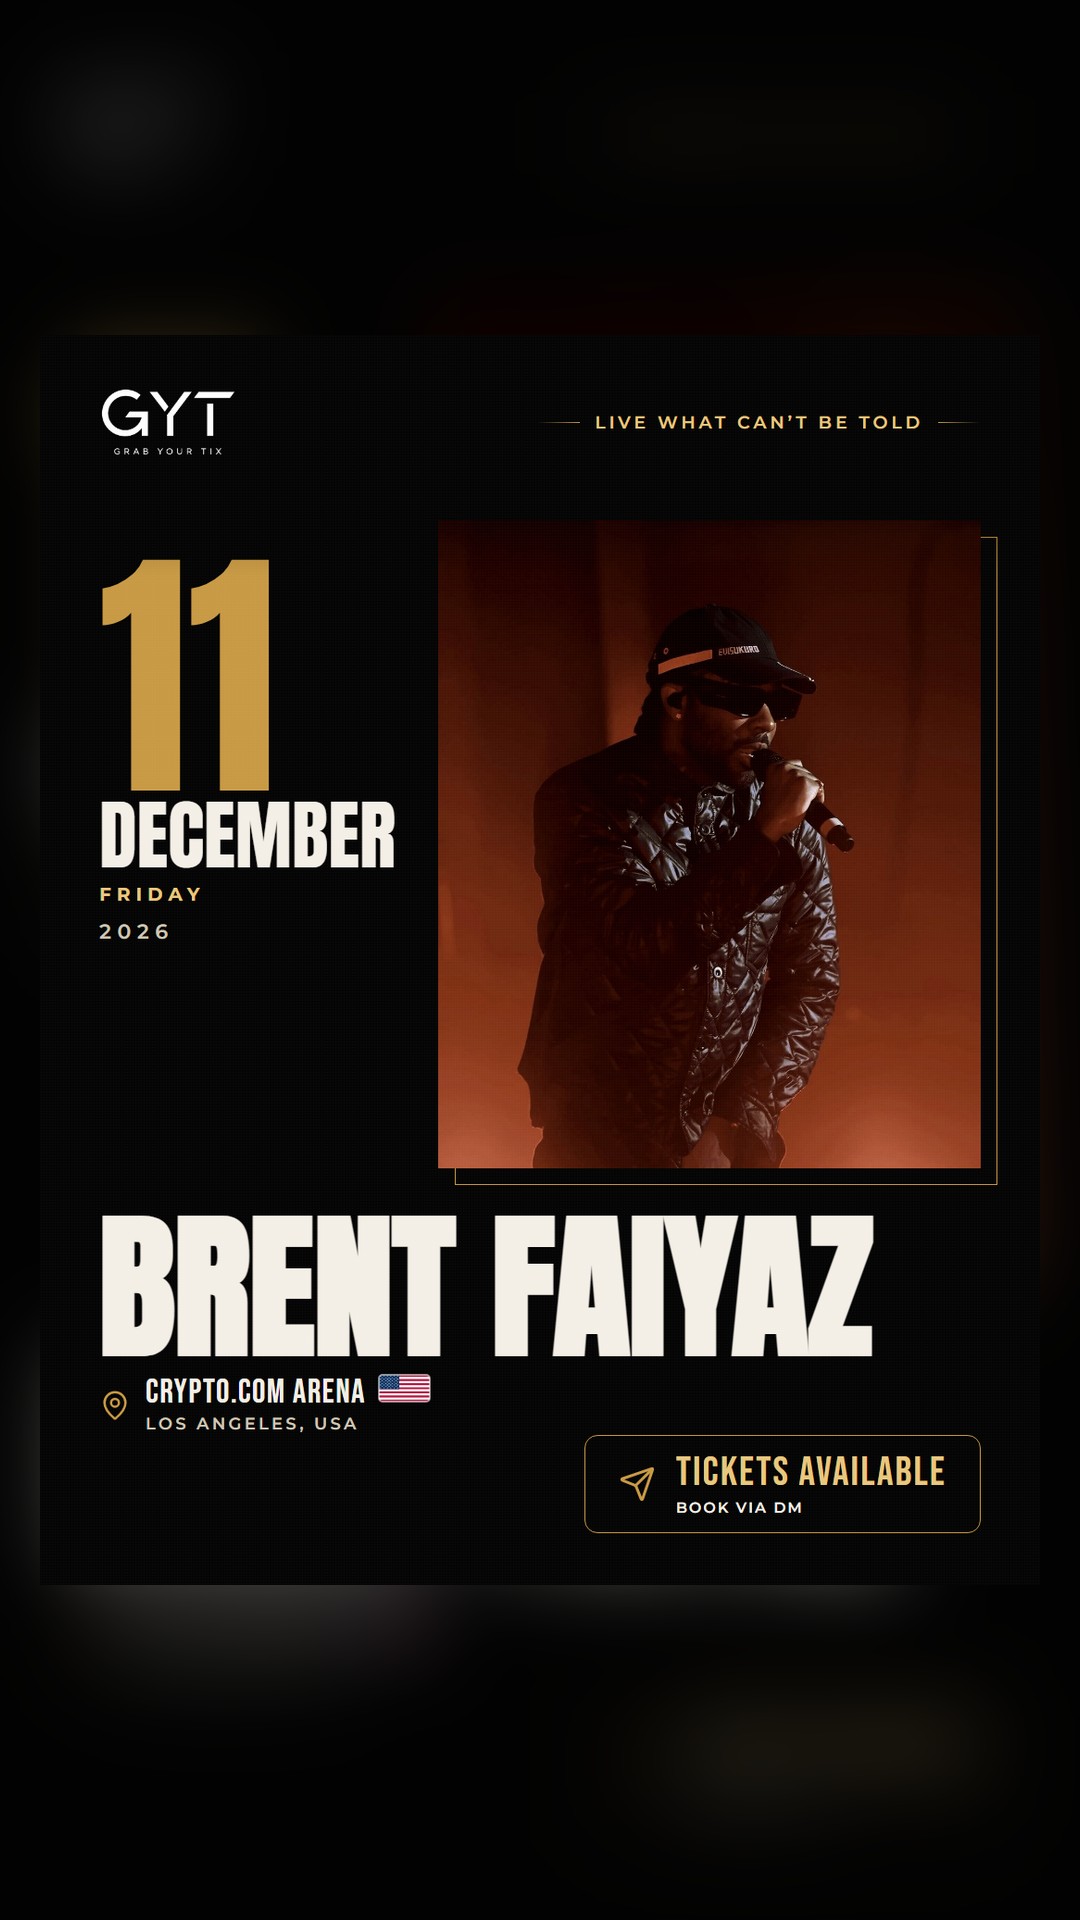 GYT
GRAB YOUR TIX
LIVE WHAT CAN’T BE TOLD
11
DECEMBER
FRIDAY
2026
EVISUKURO
BRENT FAIYAZ
CRYPTO.COM ARENA
LOS ANGELES, USA
TICKETS AVAILABLE
BOOK VIA DM